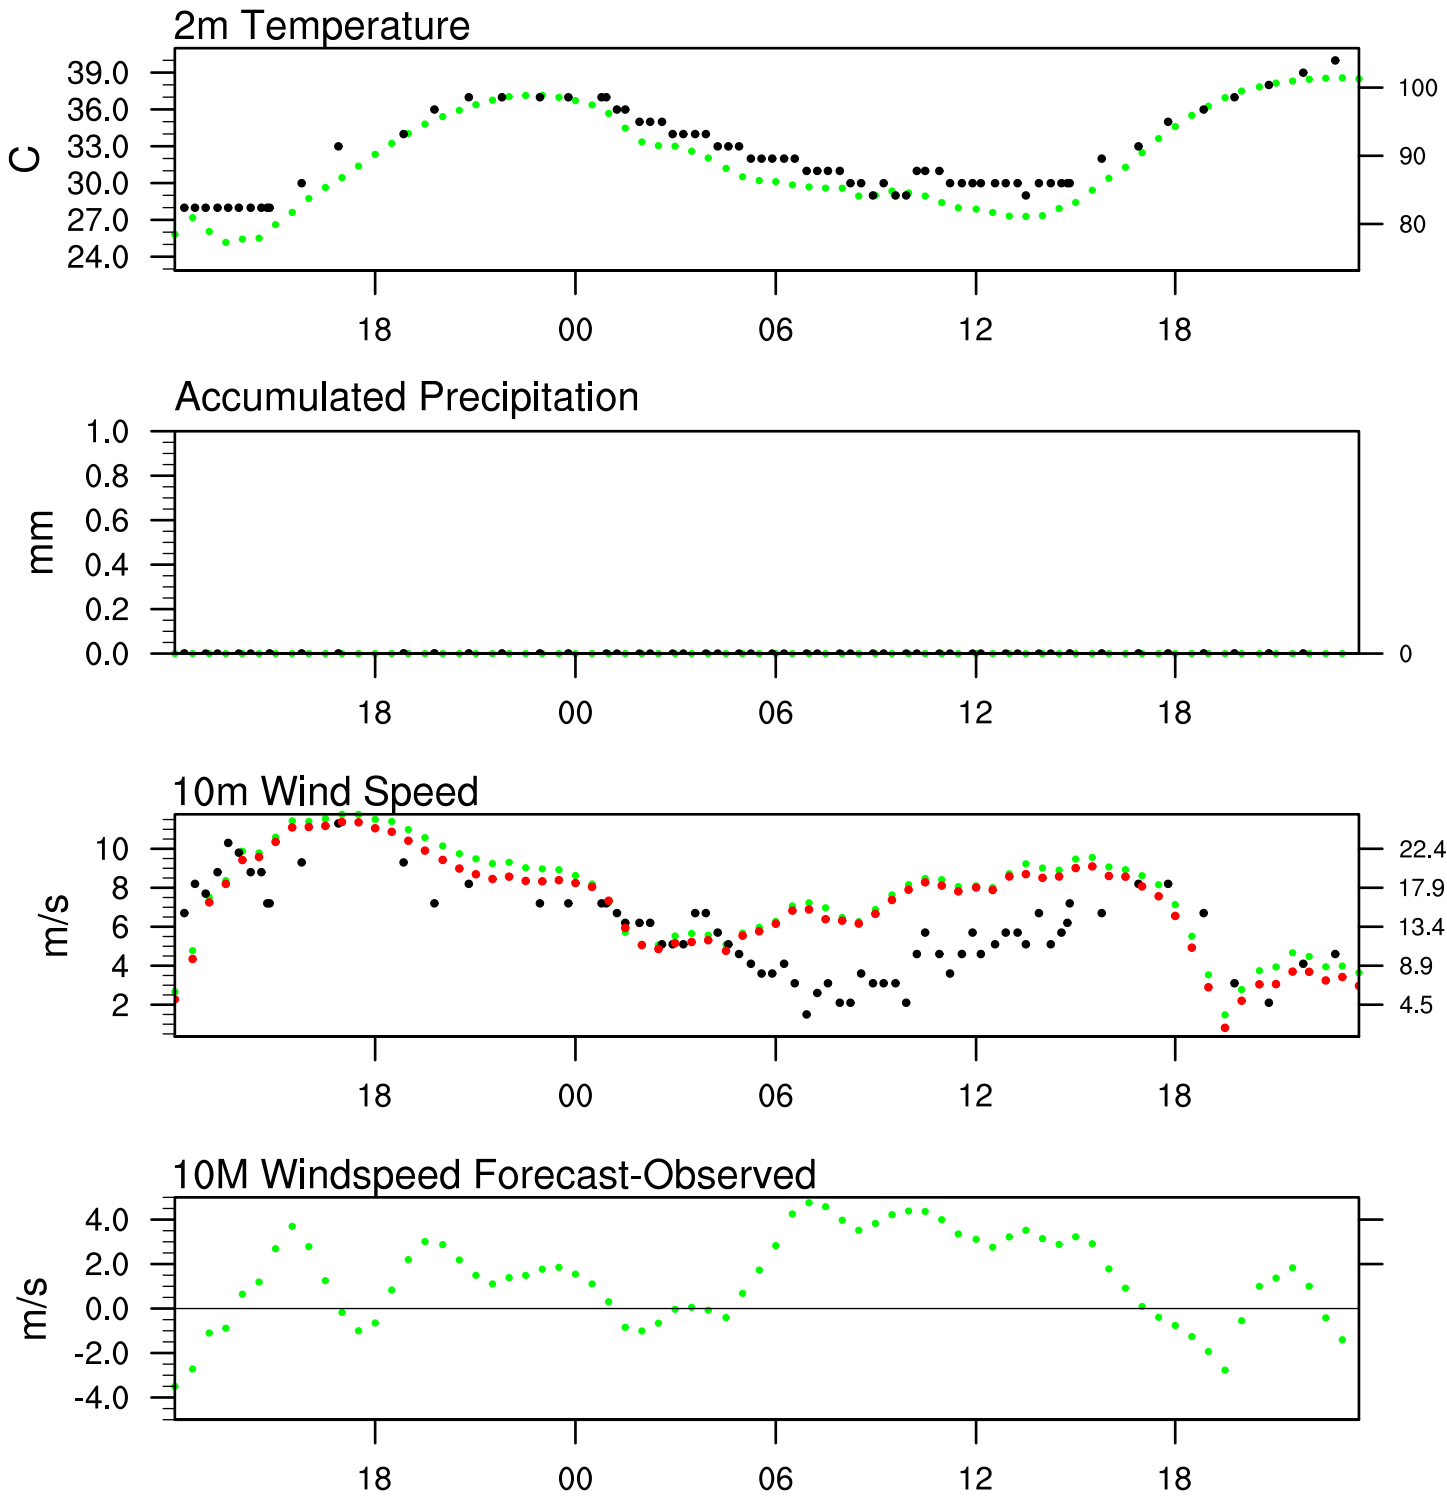 2m Temperature
39.0
36.0
33.0
30.0
27.0
24.0
C
100
90
80
18 00 06 12 18
Accumulated Precipitation
1.0
0.8
0.6
0.4
0.2
0.0
mm
0
18 00 06 12 18
10m Wind Speed
10
8
6
4
2
m/s
22.4
17.9
13.4
8.9
4.5
18 00 06 12 18
10M Windspeed Forecast-Observed
4.0
2.0
0.0
-2.0
-4.0
m/s
18 00 06 12 18